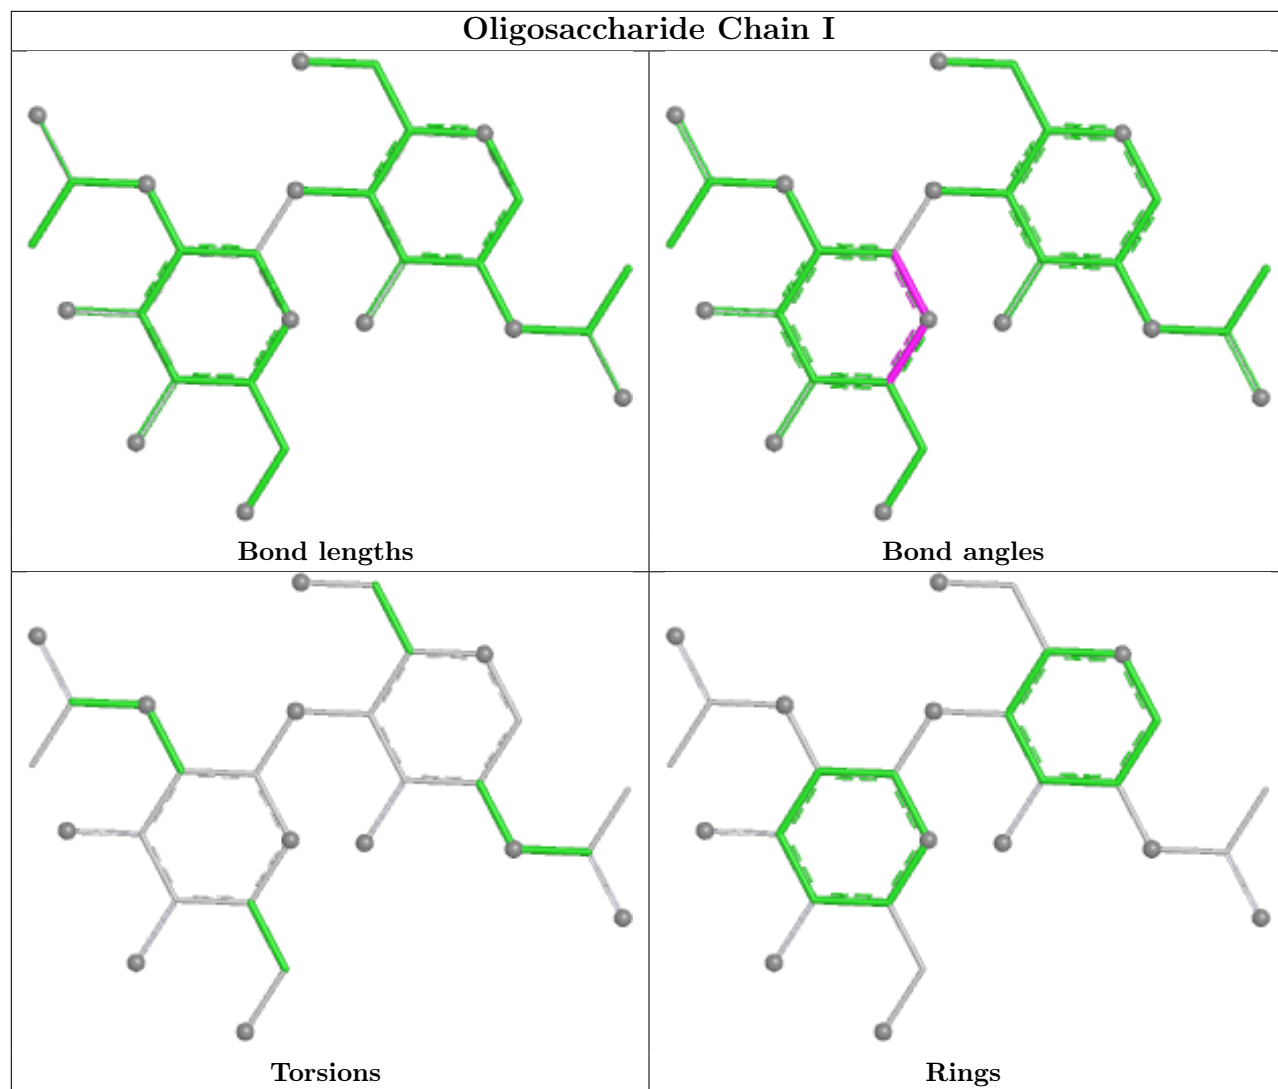 Oligosaccharide Chain I
Bond lengths
Bond angles
Torsions
Rings